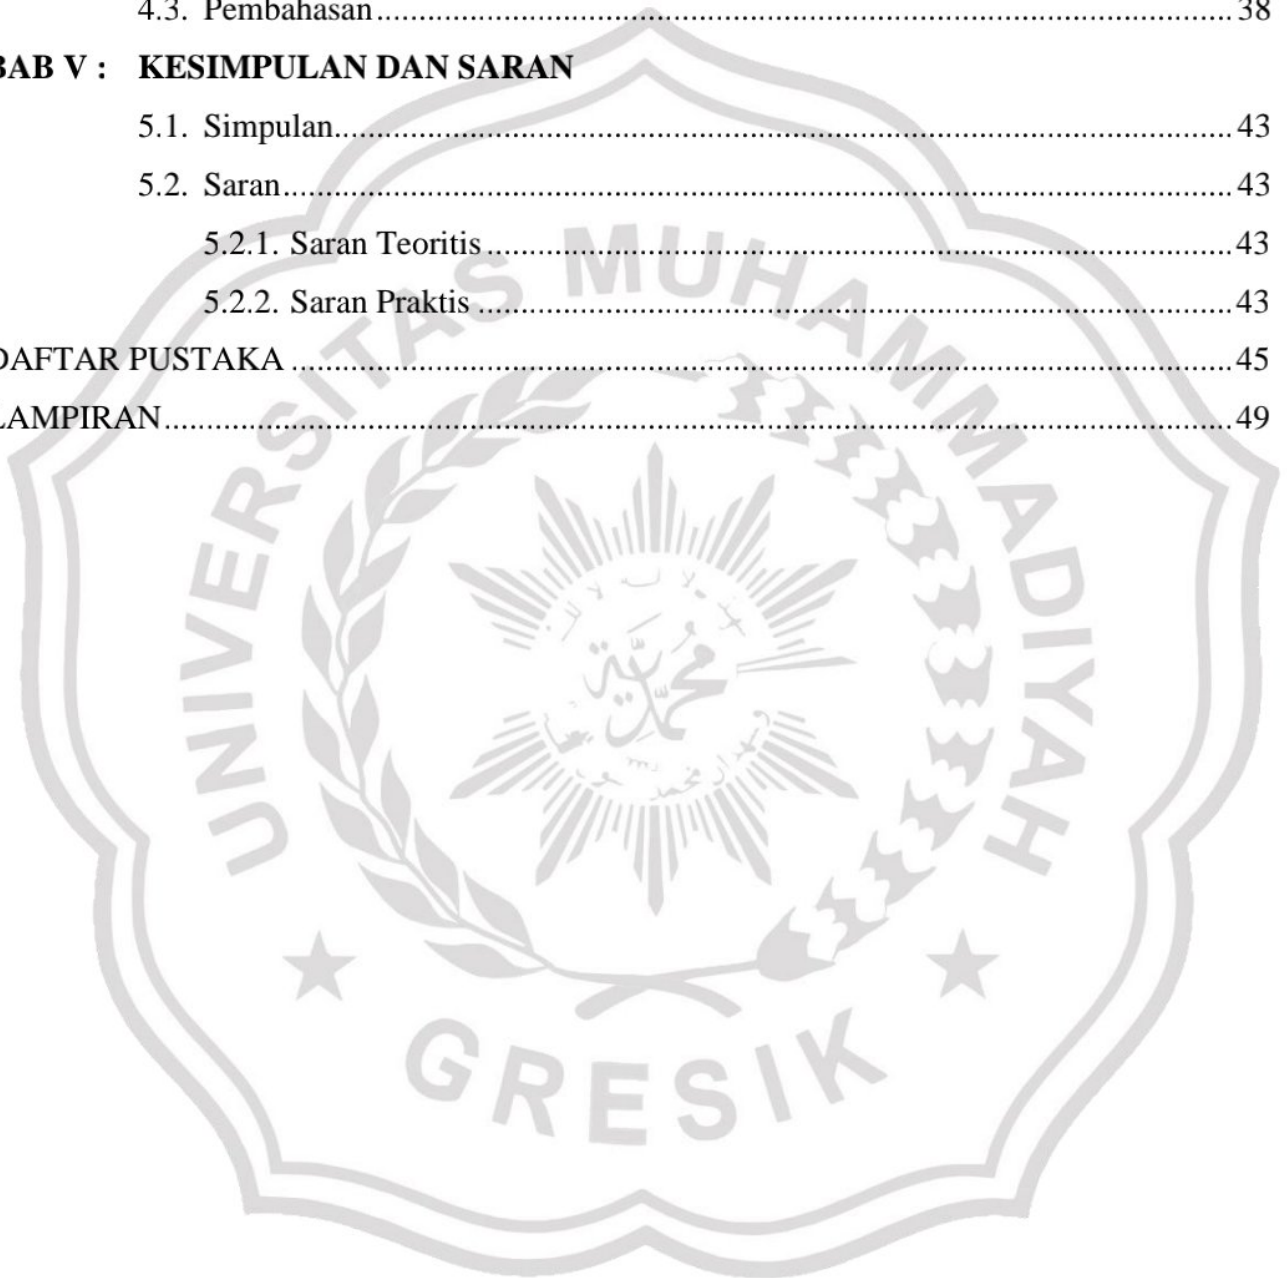 4.3. Pembahasan........................................ 38
BAB V : KESIMPULAN DAN SARAN
5.1. Simpulan........................................ 43
5.2. Saran........................................ 43
5.2.1. Saran Teoritis........................................ 43
5.2.2. Saran Praktis........................................ 43
DAFTAR PUSTAKA........................................ 45
LAMPIRAN........................................ 49
UNIVERSITAS MUHAMMADIYAH
محمدية
GRESIK